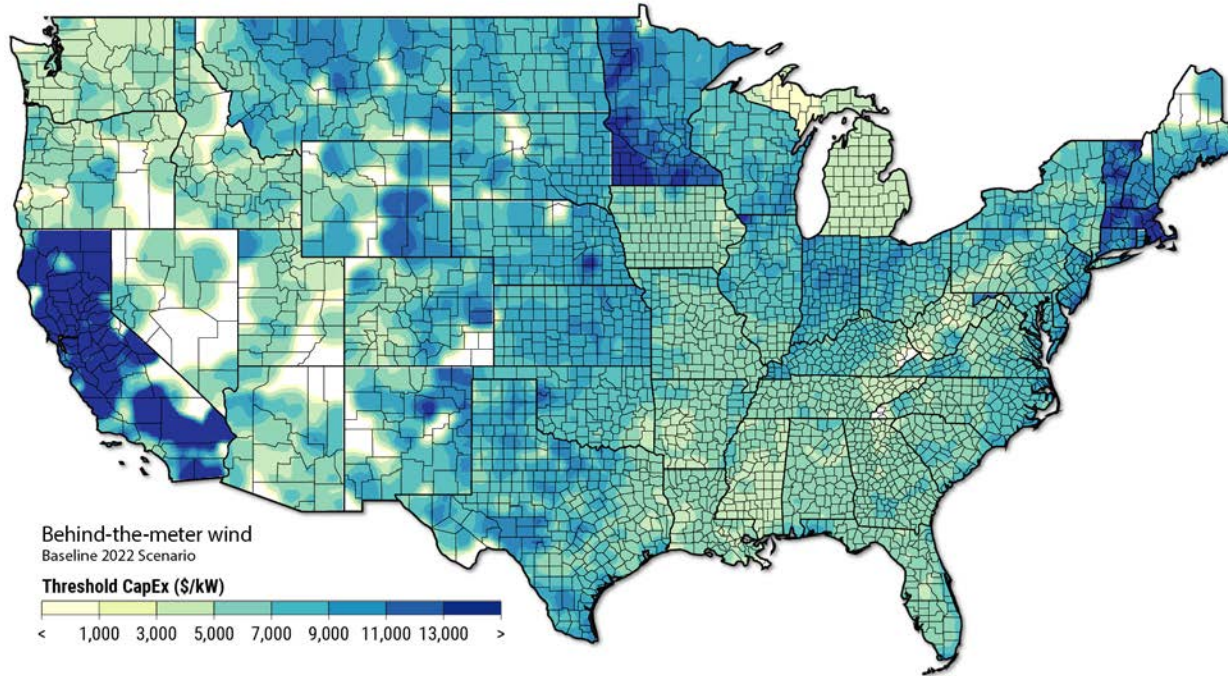 Behind-the-meter wind
Baseline 2022 Scenario
Threshold CapEx ($/kW)
< 1,000 3,000 5,000 7,000 9,000 11,000 13,000 >